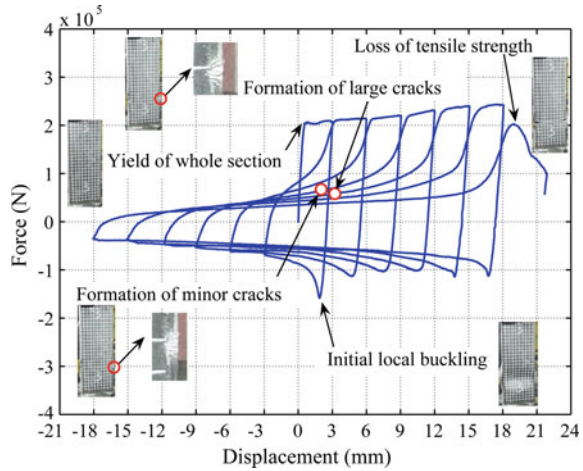 × 10⁵
4
3
2
1
0
-1
-2
-3
-4
Force (N)
Loss of tensile strength
Formation of large cracks
Yield of whole section
Formation of minor cracks
Initial local buckling
-21 -18 -15 -12 -9 -6 -3 0 3 6 9 12 15 18 21 24
Displacement (mm)